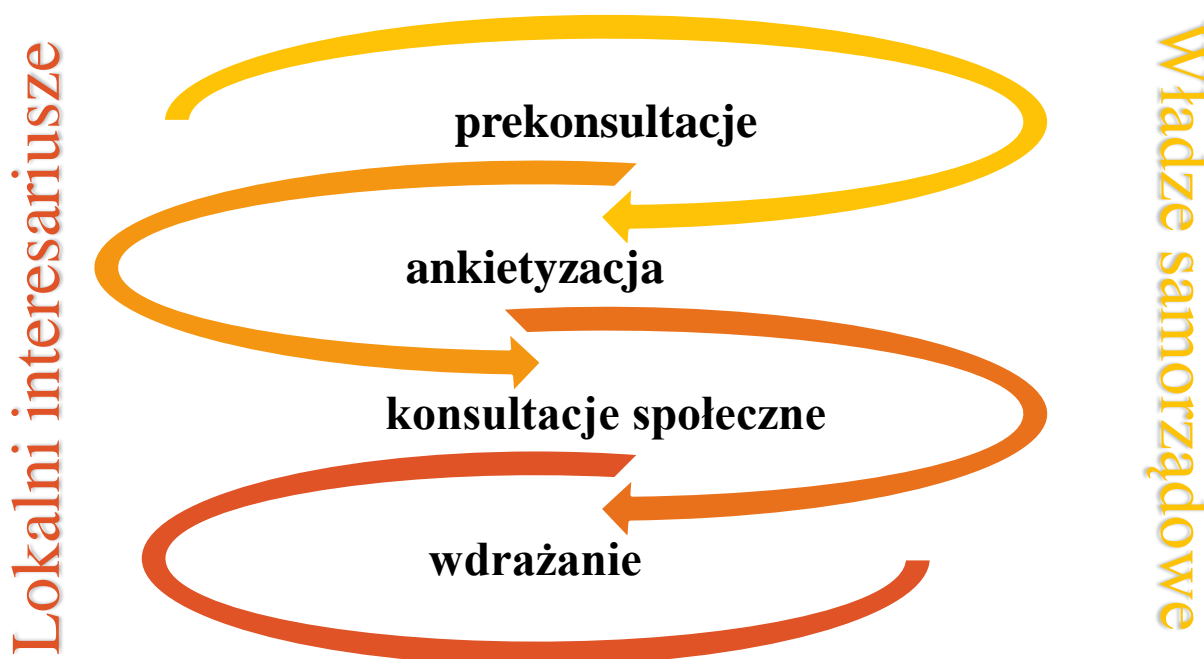 Lokalni interesariusze
prekonsultacje
ankietyzacja
konsultacje społeczne
wdrażanie
Władze samorządowe